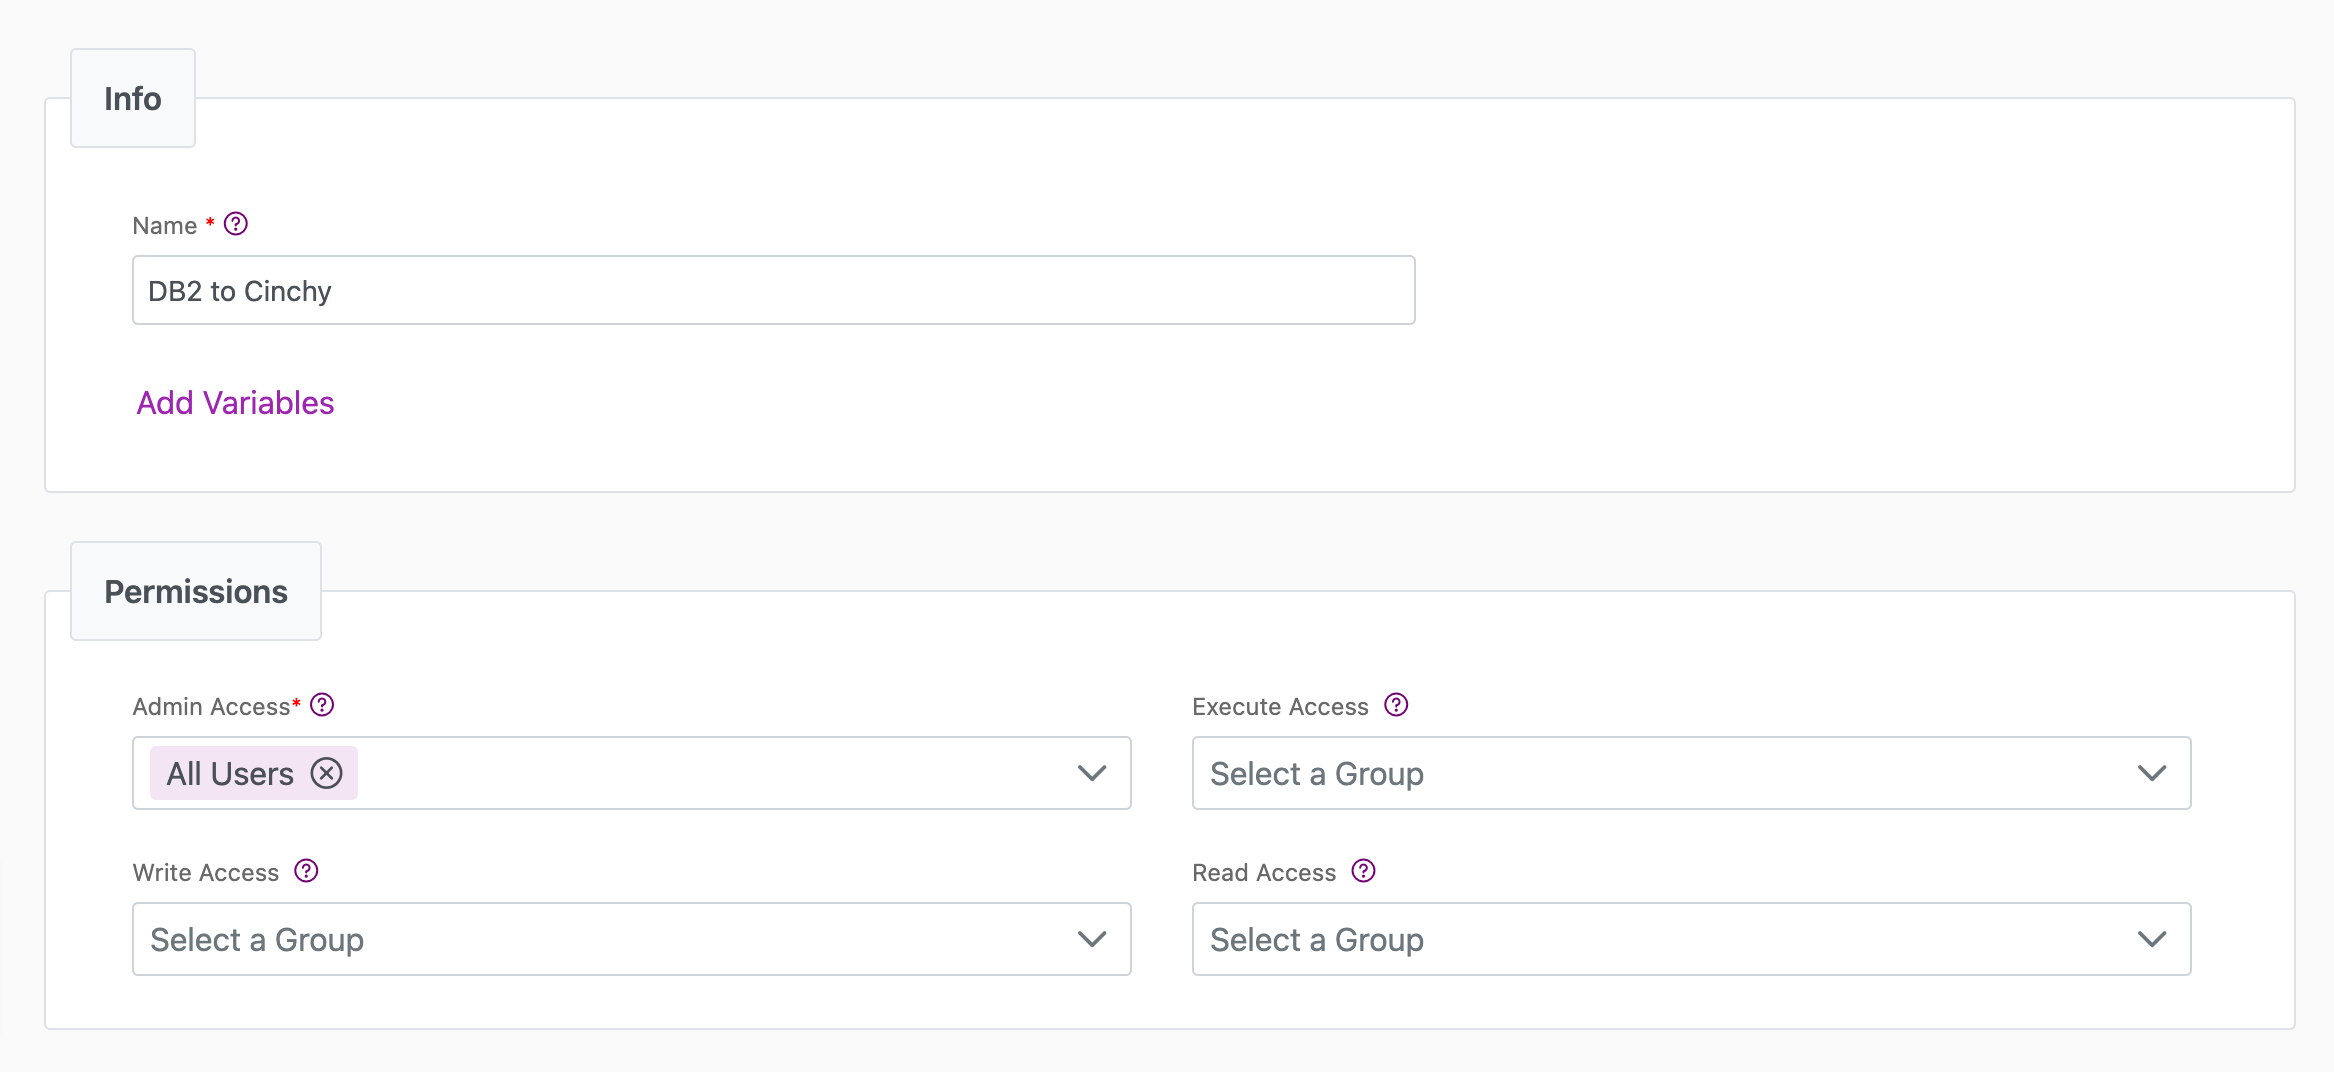 Info
Name *
DB2 to Cinchy
Add Variables
Permissions
Admin Access*
All Users
Execute Access
Select a Group
Write Access
Select a Group
Read Access
Select a Group